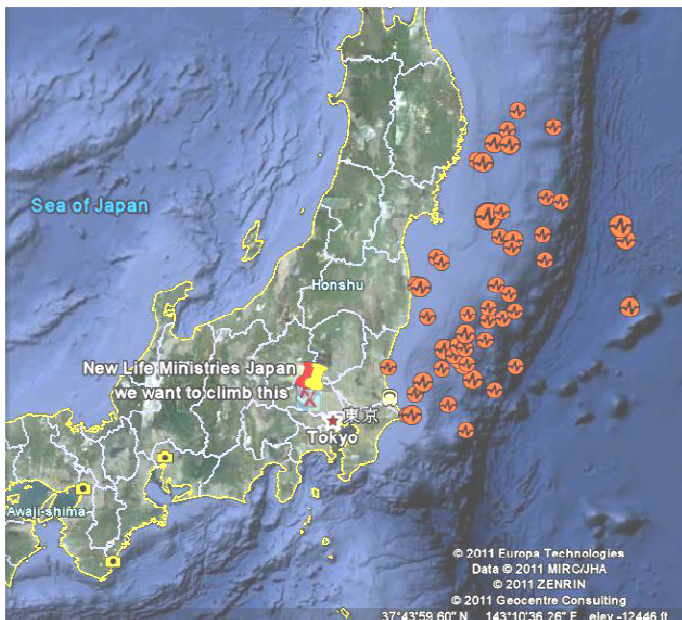 Sea of Japan
Honshu
New Life Ministries Japan
we want to climb this
東京
Tokyo
Awaji-shima
© 2011 Europa Technologies
Data © 2011 MIRC/JHA
© 2011 ZENRIN
© 2011 Geocentre Consulting
37°43'59.60" N 143°10'36.26" E elev -12446 ft